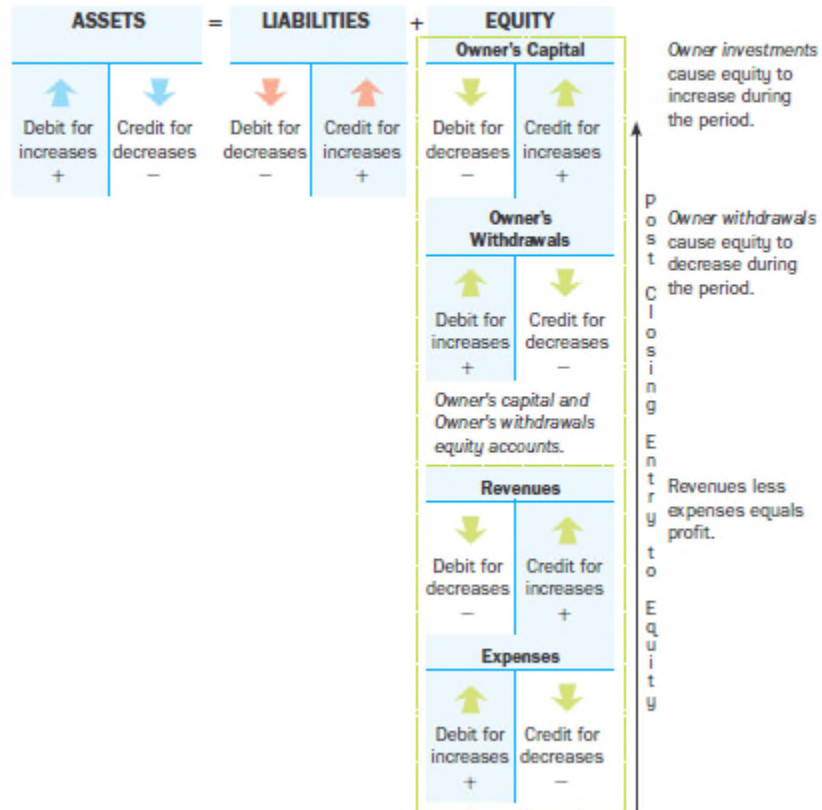 ASSETS = LIABILITIES + EQUITY
Owner's Capital
Debit for
increases
+
Credit for
decreases
−
Debit for
decreases
−
Credit for
increases
+
Debit for
decreases
−
Credit for
increases
+
Owner investments
cause equity to
increase during
the period.
Owner's
Withdrawals
Debit for
increases
+
Credit for
decreases
−
Owner withdrawals
cause equity to
decrease during
the period.
Owner's capital and
Owner's withdrawals
equity accounts.
Revenues
Debit for
decreases
−
Credit for
increases
+
Revenues less
expenses equals
profit.
Expenses
Debit for
increases
+
Credit for
decreases
−
Post Closing Entry to Equity